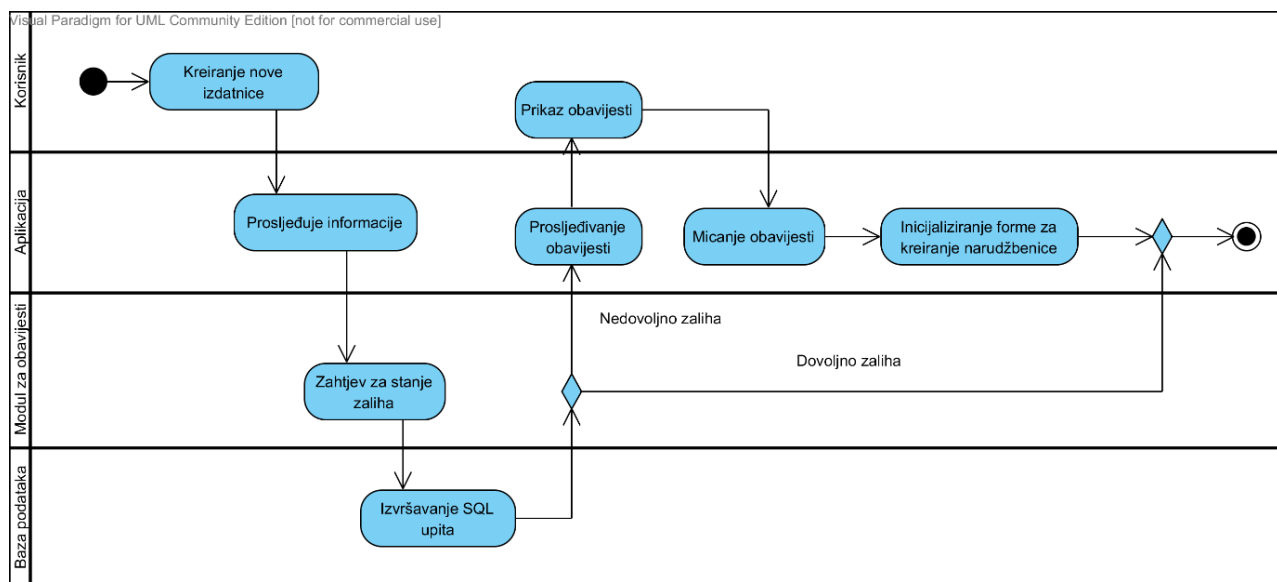 Visual Paradigm for UML Community Edition [not for commercial use]
Korisnik
Kreiranje nove
izdatnice
Prikaz obavijesti
Aplikacija
Prosljeđuje informacije
Prosljeđivanje
obavijesti
Micanje obavijesti
Inicijaliziranje forme za
kreiranje narudžbenice
Modul za obavijesti
Nedovoljno zaliha
Dovoljno zaliha
Zahtjev za stanje
zaliha
Baza podataka
Izvršavanje SQL
upita